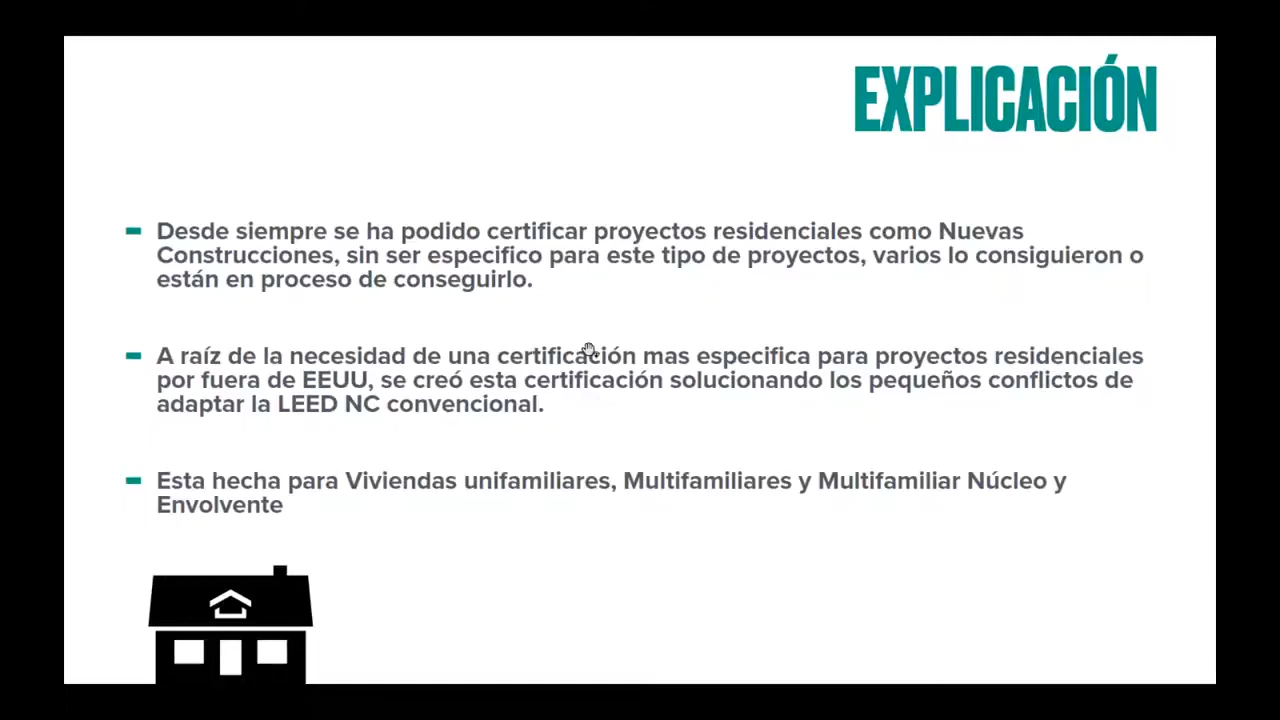 EXPLICACIÓN
Desde siempre se ha podido certificar proyectos residenciales como Nuevas
Construcciones, sin ser especifico para este tipo de proyectos, varios lo consiguieron o
están en proceso de conseguirlo.
A raíz de la necesidad de una certificación mas especifica para proyectos residenciales
por fuera de EEUU, se creó esta certificación solucionando los pequeños conflictos de
adaptar la LEED NC convencional.
Esta hecha para Viviendas unifamiliares, Multifamiliares y Multifamiliar Núcleo y
Envolvente